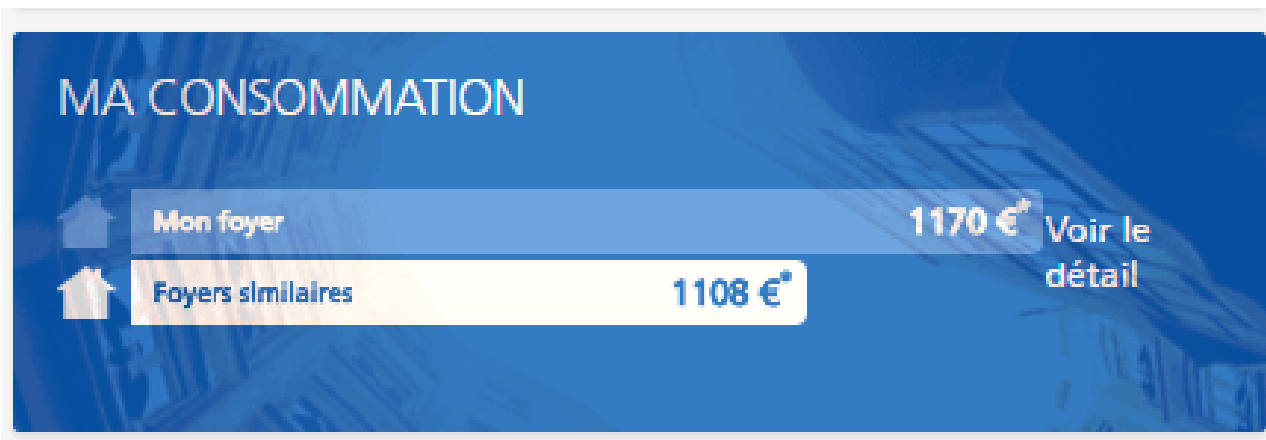 MA CONSOMMATION
Mon foyer 1170 €*
Voir le
détail
Foyers similaires 1108 €*